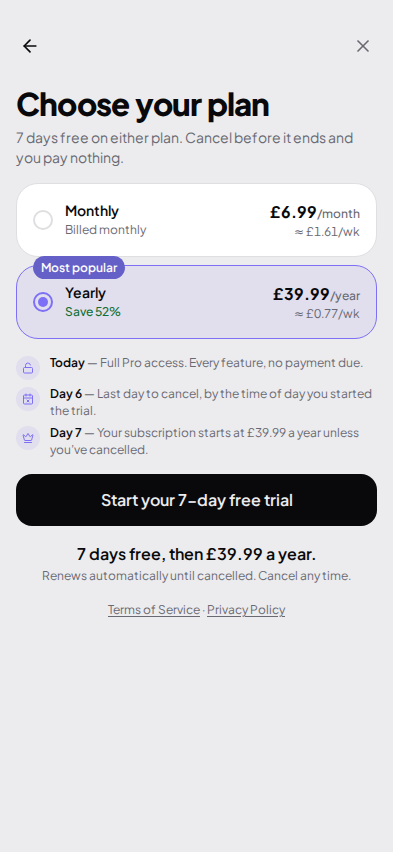 Choose your plan
7 days free on either plan. Cancel before it ends and
you pay nothing.
Monthly
Billed monthly
£6.99/month
≈ £1.61/wk
Most popular
Yearly
Save 52%
£39.99/year
≈ £0.77/wk
Today — Full Pro access. Every feature, no payment due.
Day 6 — Last day to cancel, by the time of day you started
the trial.
Day 7 — Your subscription starts at £39.99 a year unless
you've cancelled.
Start your 7-day free trial
7 days free, then £39.99 a year.
Renews automatically until cancelled. Cancel any time.
Terms of Service · Privacy Policy